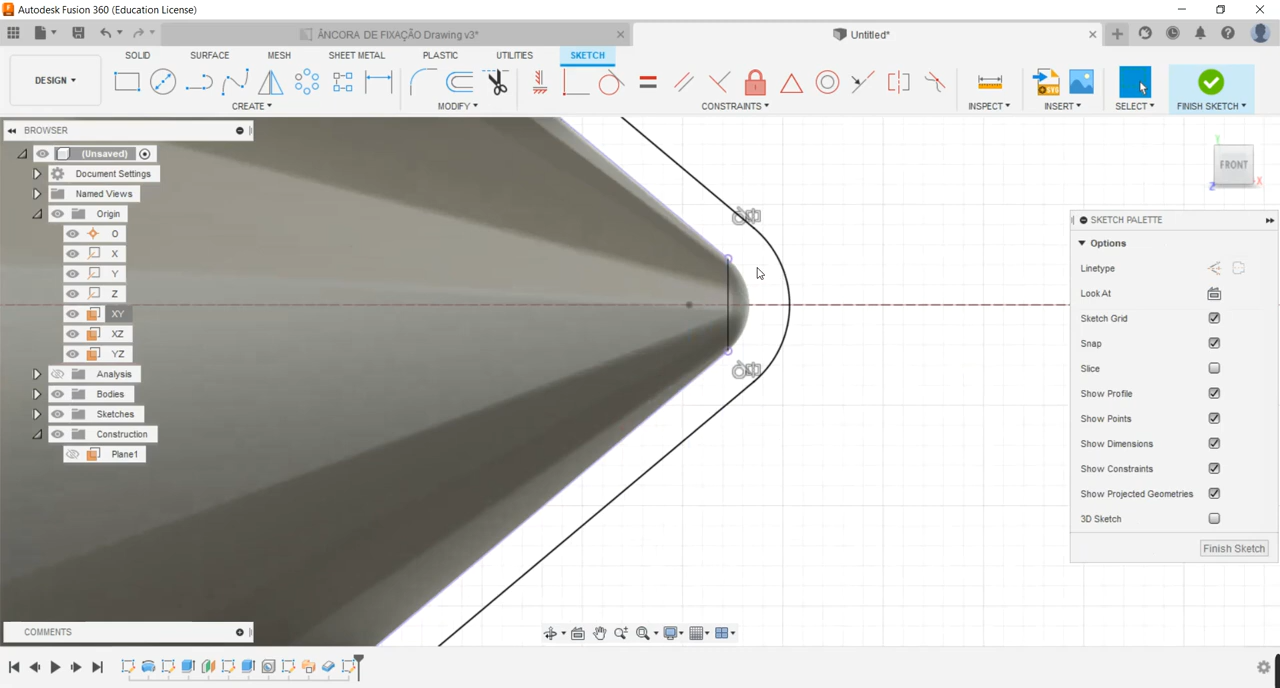 Autodesk Fusion 360 (Education License)
ÂNCORA DE FIXAÇÃO Drawing v3*
Untitled*
SOLID SURFACE MESH SHEET METAL PLASTIC UTILITIES SKETCH
DESIGN
CREATE MODIFY CONSTRAINTS INSPECT INSERT SELECT FINISH SKETCH
BROWSER
(Unsaved)
Document Settings
Named Views
Origin
O
X
Y
Z
XY
XZ
YZ
Analysis
Bodies
Sketches
Construction
Plane1
FRONT
Y
X
Z
SKETCH PALETTE
Options
Linetype
Look At
Sketch Grid
Snap
Slice
Show Profile
Show Points
Show Dimensions
Show Constraints
Show Projected Geometries
3D Sketch
Finish Sketch
COMMENTS